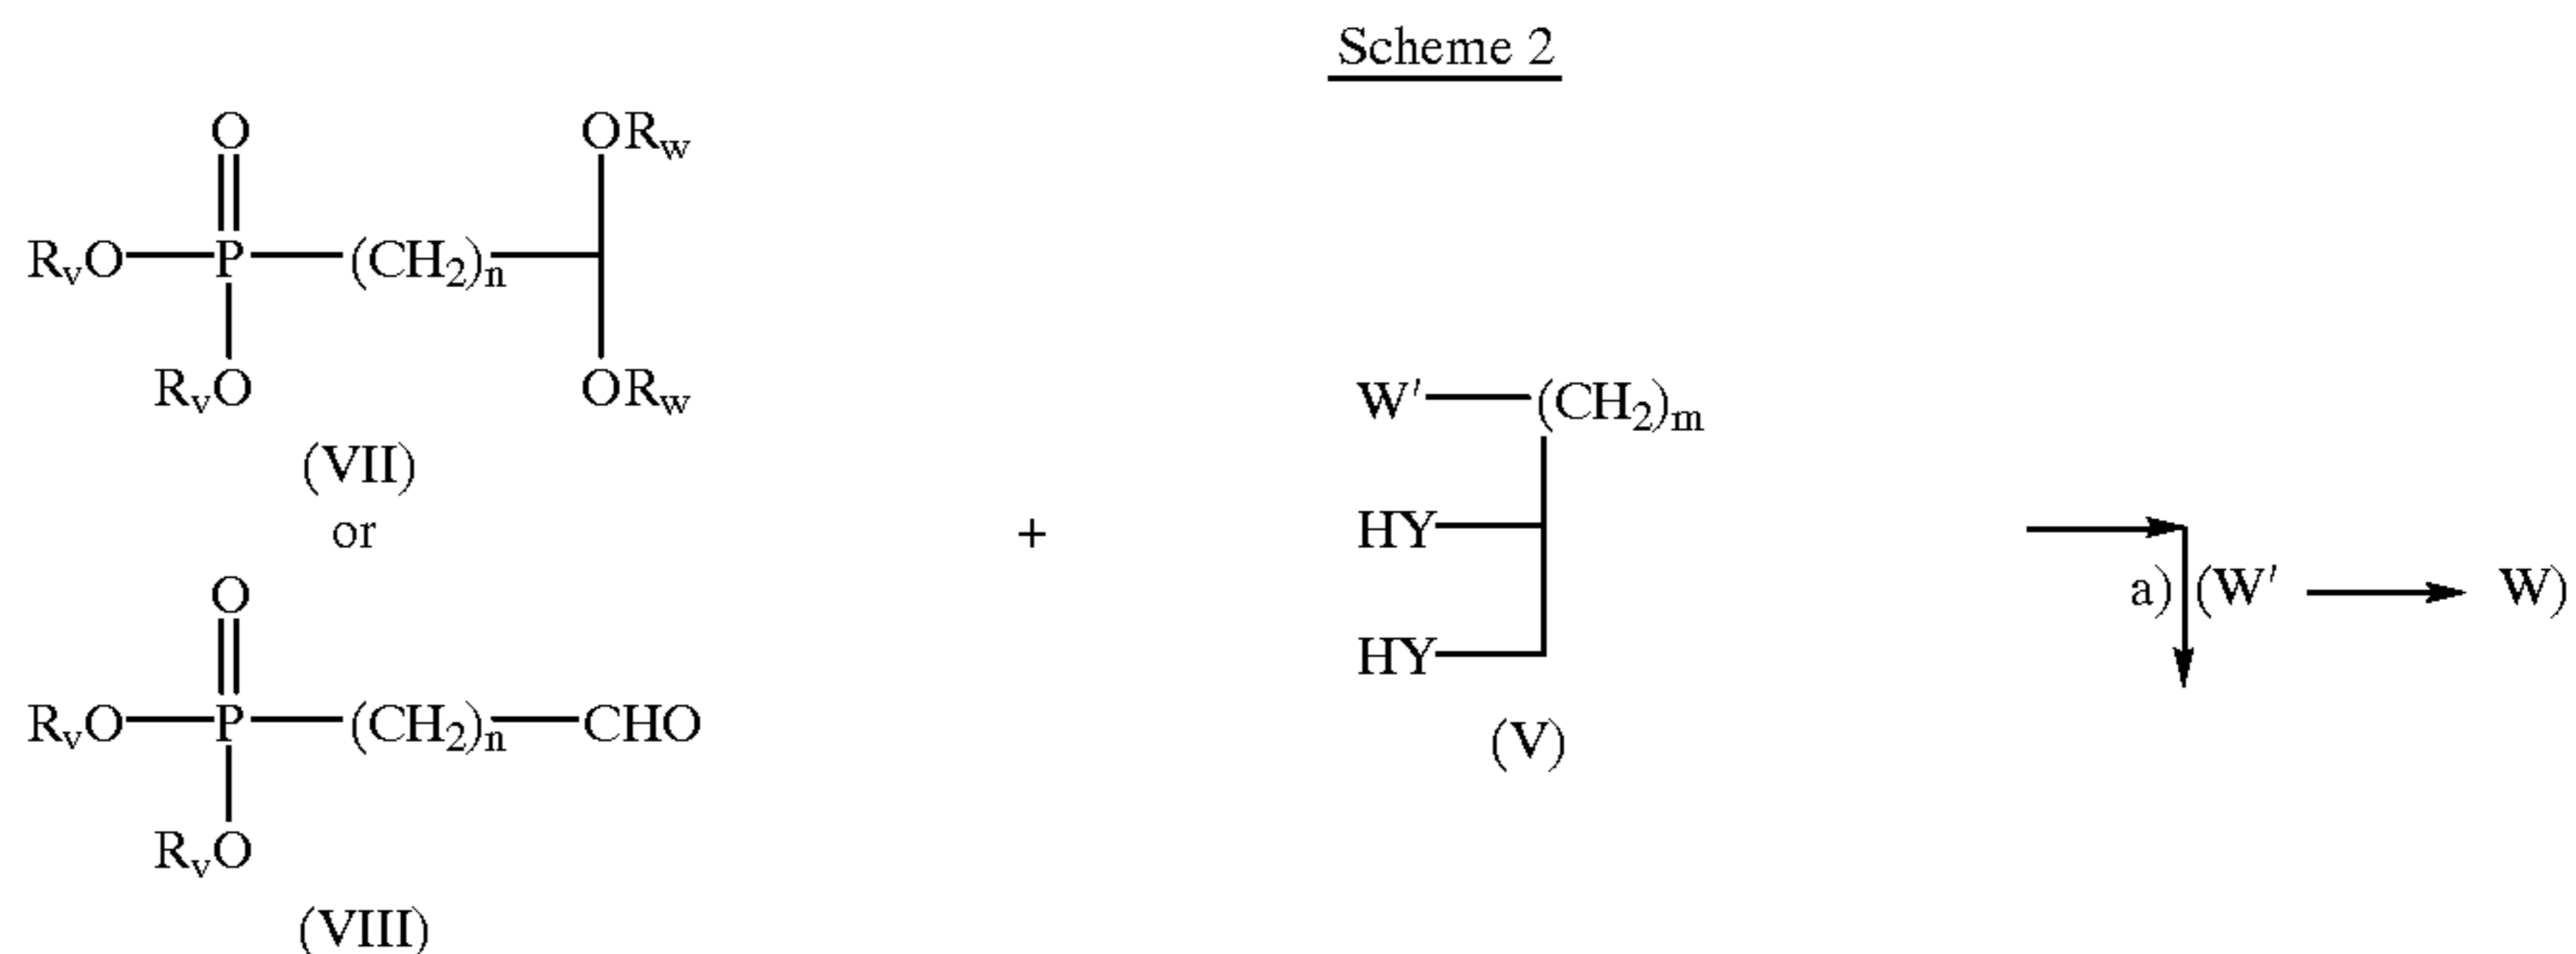 Scheme 2
O ORw
RvO P (CH2)n
RvO ORw
(VII)
or
O
RvO P (CH2)n CHO
RvO
(VIII)
+
W' (CH2)m
HY
HY
(V)
a) (W' W)